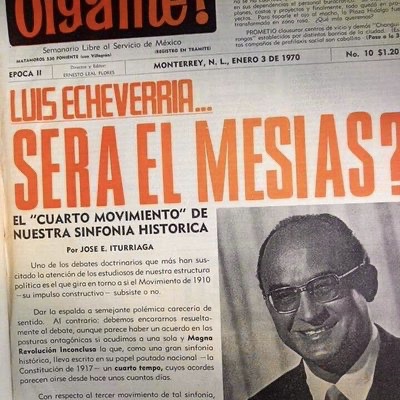 Gigante!
Semanario Libre al Servicio de México
MATAMOROS 530 PONIENTE (con Villagran)
(REGISTRO EN TRAMITE)
EPOCA II
Director y Editor:
ERNESTO LEAL FLORES
MONTERREY, N. L., ENERO 3 DE 1970
No. 10 $1.20
LUIS ECHEVERRIA...
SERA EL MESIAS?
EL "CUARTO MOVIMIENTO" DE
NUESTRA SINFONIA HISTORICA
Por JOSE E. ITURRIAGA
Uno de los debates doctrinarios que más han sus-
citado la atención de los estudiosos de nuestra estructura
política es el que gira en torno a si el Movimiento de 1910
—su impulso constructivo— subsiste o no.
Dar la espalda a semejante polémica carecería de
sentido. Al contrario: debemos encararnos resuelta-
mente al debate, aunque parece haber un acuerdo en las
posturas antagónicas si acudimos a una sola y Magna
Revolución Inconclusa la que, como una gran sinfonía
histórica, lleva escrito en su papel pautado nacional —la
Constitución de 1917— un cuarto tempo, cuyos acordes
parecen oirse desde hace unos cuantos días.
Con respecto al tercer movimiento de tal sinfonía,